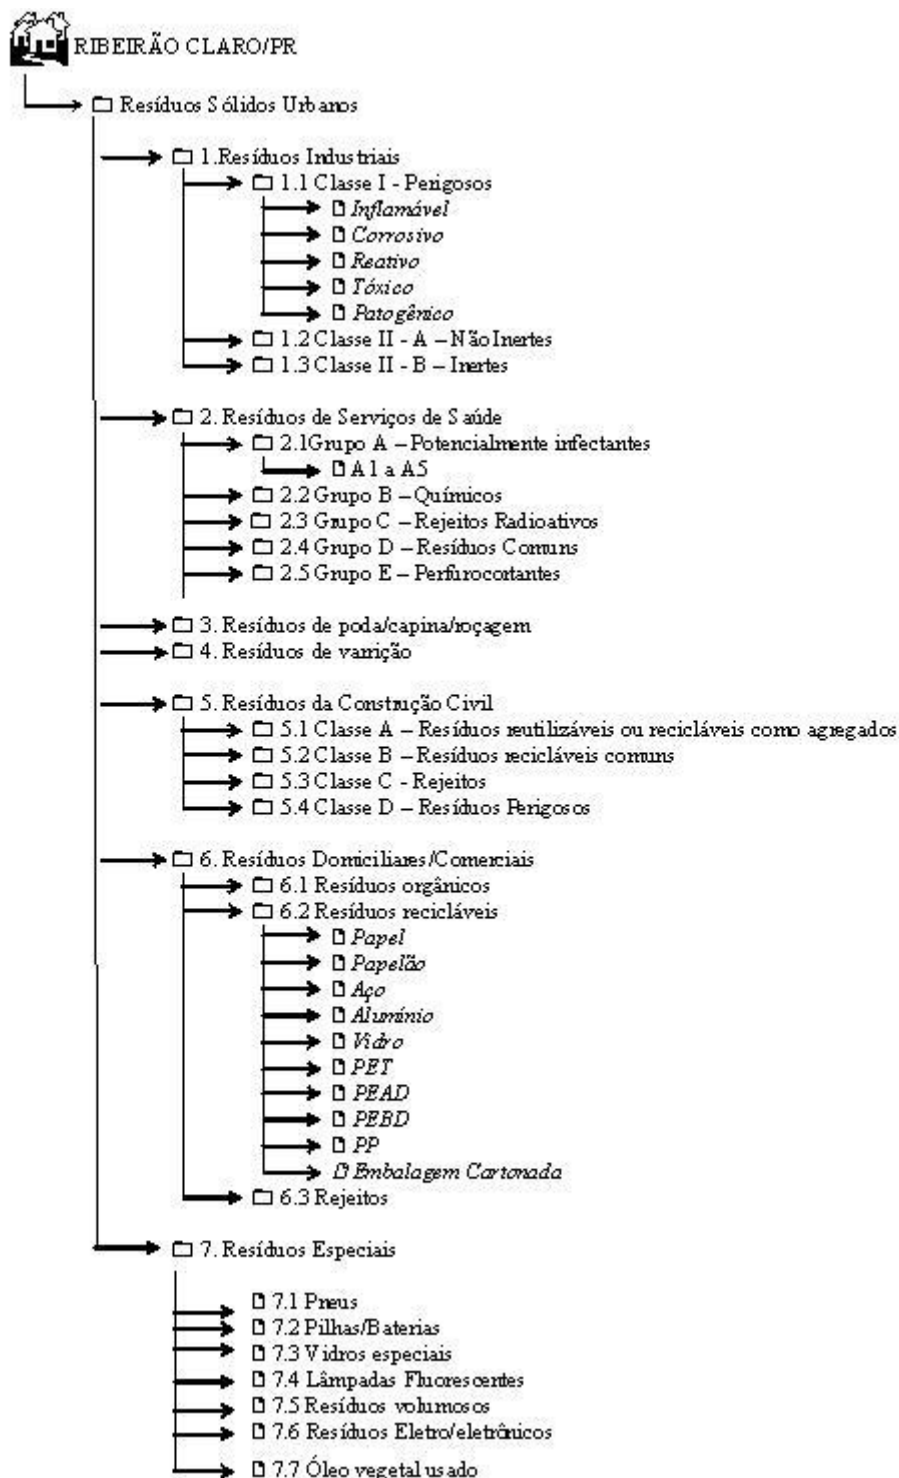 RIBEIRÃO CLARO/PR
Resíduos Sólidos Urbanos
1.Resíduos Industriais
1.1 Classe I - Perigosos
Inflamável
Corrosivo
Reativo
Tóxico
Patogênico
1.2 Classe II - A – Não Inertes
1.3 Classe II - B – Inertes
2. Resíduos de Serviços de Saúde
2.1Grupo A – Potencialmente infectantes
A1 a A5
2.2 Grupo B – Químicos
2.3 Grupo C – Rejeitos Radioativos
2.4 Grupo D – Resíduos Comuns
2.5 Grupo E – Perfurocortantes
3. Resíduos de poda/capina/roçagem
4. Resíduos de varrição
5. Resíduos da Construção Civil
5.1 Classe A – Resíduos reutilizáveis ou recicláveis como agregados
5.2 Classe B – Resíduos recicláveis comuns
5.3 Classe C - Rejeitos
5.4 Classe D – Resíduos Perigosos
6. Resíduos Domiciliares/Comerciais
6.1 Resíduos orgânicos
6.2 Resíduos recicláveis
Papel
Papelão
Aço
Alumínio
Vidro
PET
PEAD
PEBD
PP
Embalagem Cartonada
6.3 Rejeitos
7. Resíduos Especiais
7.1 Pneus
7.2 Pilhas/Baterias
7.3 Vidros especiais
7.4 Lâmpadas Fluorescentes
7.5 Resíduos volumosos
7.6 Resíduos Eletro/eletrônicos
7.7 Óleo vegetal usado